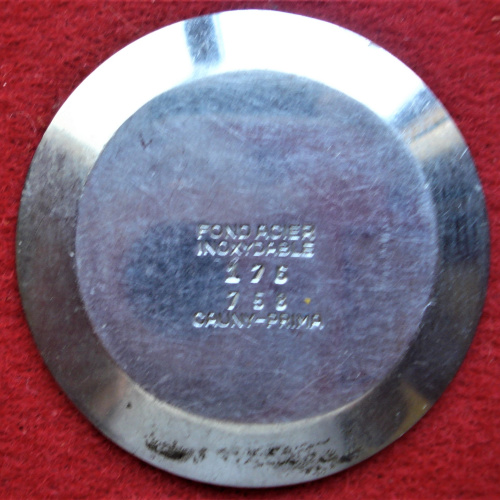 FOND ACIER
INOXYDABLE
176
758
CAUNY-PRIMA